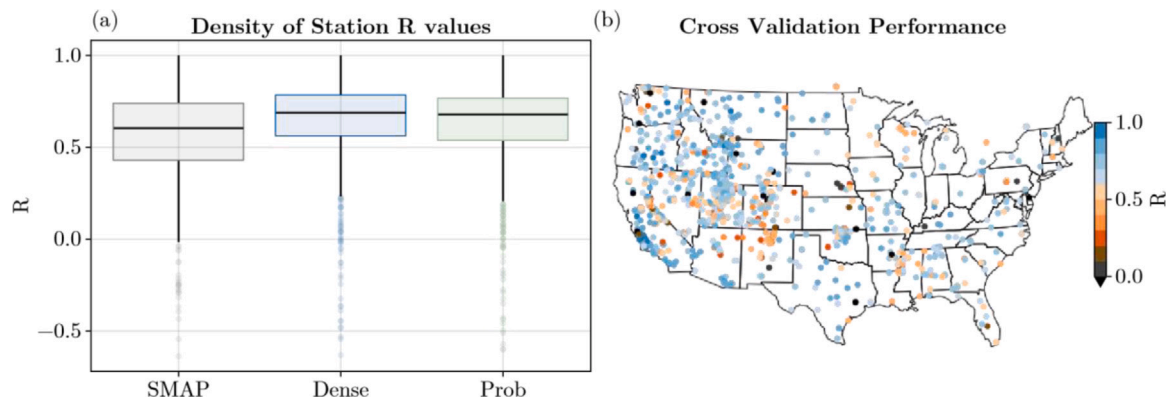 (a)
Density of Station R values
1.0
0.5
0.0
−0.5
R
SMAP
Dense
Prob
(b)
Cross Validation Performance
1.0
0.5
0.0
R